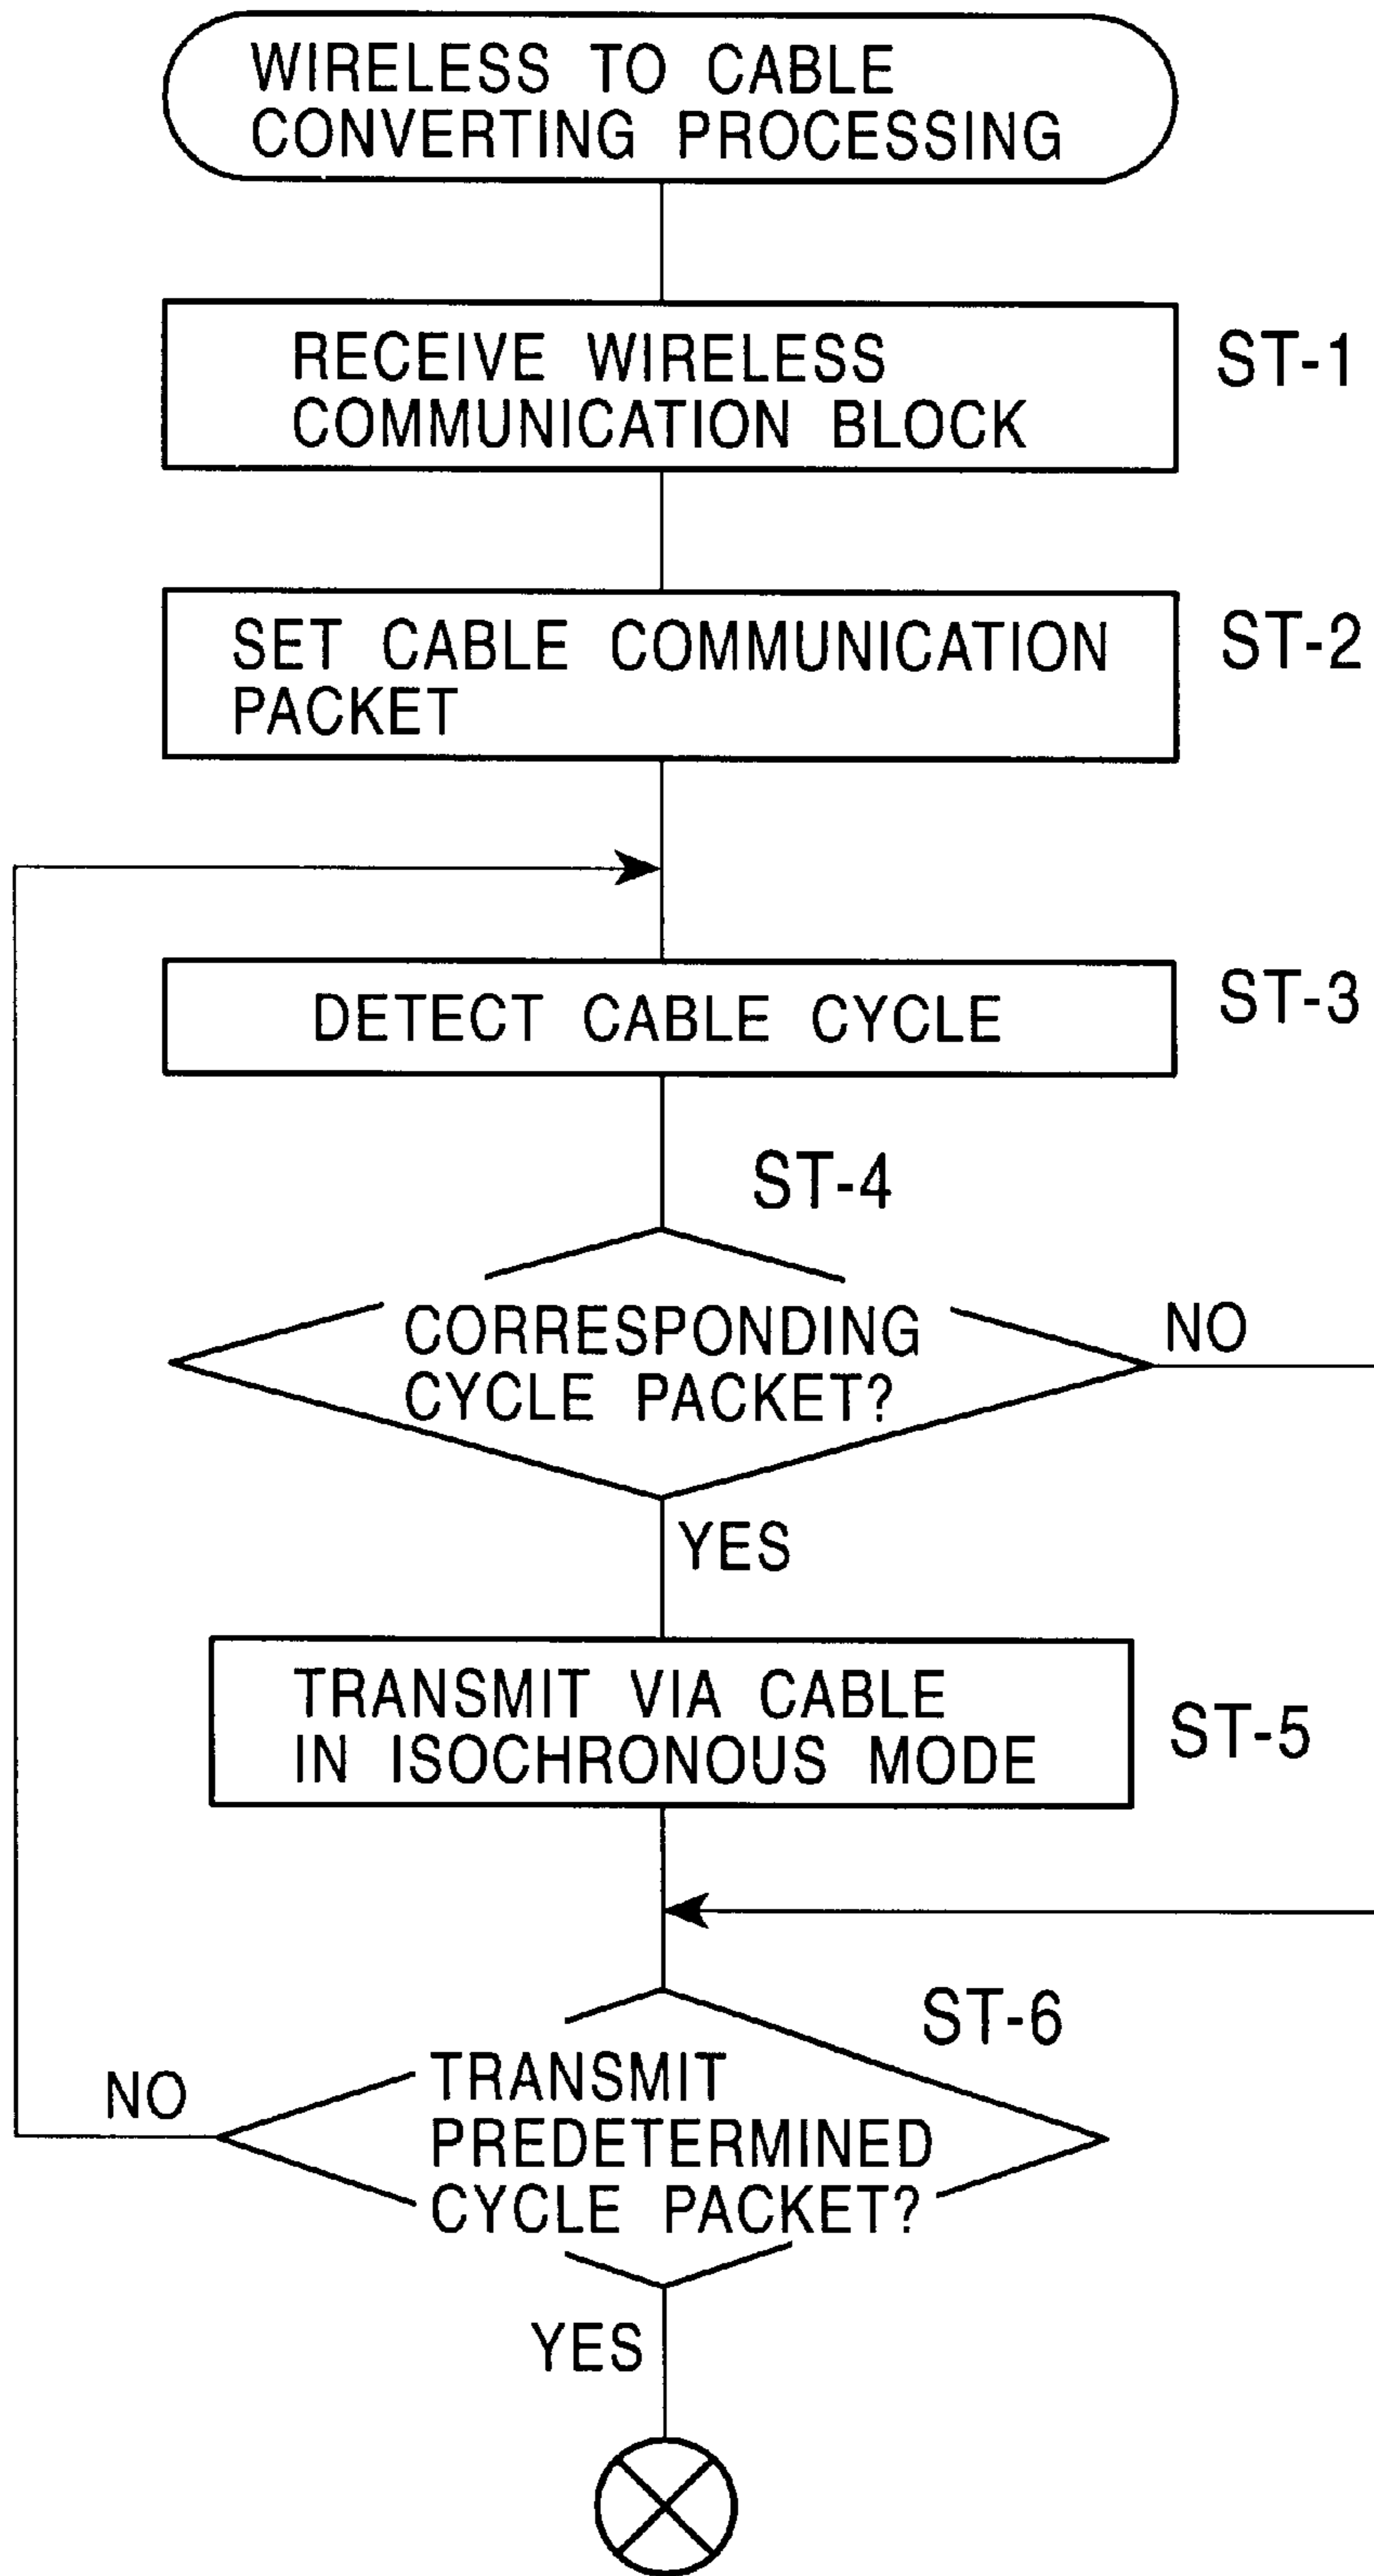 WIRELESS TO CABLE
CONVERTING PROCESSING
RECEIVE WIRELESS
COMMUNICATION BLOCK
ST-1
SET CABLE COMMUNICATION
PACKET
ST-2
DETECT CABLE CYCLE
ST-3
ST-4
CORRESPONDING
CYCLE PACKET?
NO
YES
TRANSMIT VIA CABLE
IN ISOCHRONOUS MODE
ST-5
ST-6
NO
TRANSMIT
PREDETERMINED
CYCLE PACKET?
YES